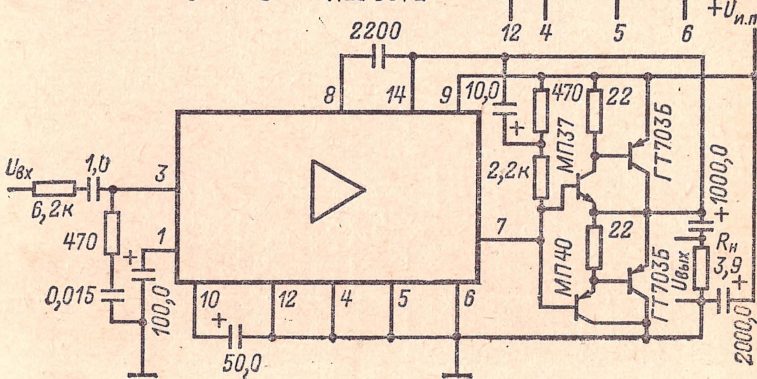 12 4 5 6 +Uи.п
2200
8 14 9 10,0 + 470 22
МП37
ГТ703Б
Uвх 1,0 3
6,2к
2,2к
+1000,0
470 1 + 7 22
Rн
3,9
МП40
ГТ703Б
Uвых
0,015
100,0
10 12 4 5 6
+
50,0
+
2000,0